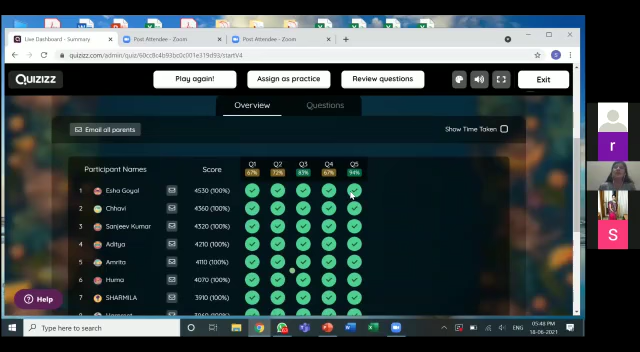 Live Dashboard - Summary
Post Attendee - Zoom
Post Attendee - Zoom
quizizz.com/admin/quiz/60cc8c4b93be0c001e319d93/startV4
S
QUIZIZZ
Play again!
Assign as practice
Review questions
Exit
Overview
Questions
Email all parents
Show Time Taken
Participant Names
Score
Q1
Q2
Q3
Q4
Q5
67%
72%
83%
67%
94%
1 Esha Goyal 4530 (100%)
2 Chhavi 4360 (100%)
3 Sanjeev Kumar 4320 (100%)
4 Aditya 4210 (100%)
5 Amrita 4110 (100%)
6 Huma 4070 (100%)
7 SHARMILA 3910 (100%)
Help
Type here to search
ENG
05:48 PM
18-06-2021
r
S